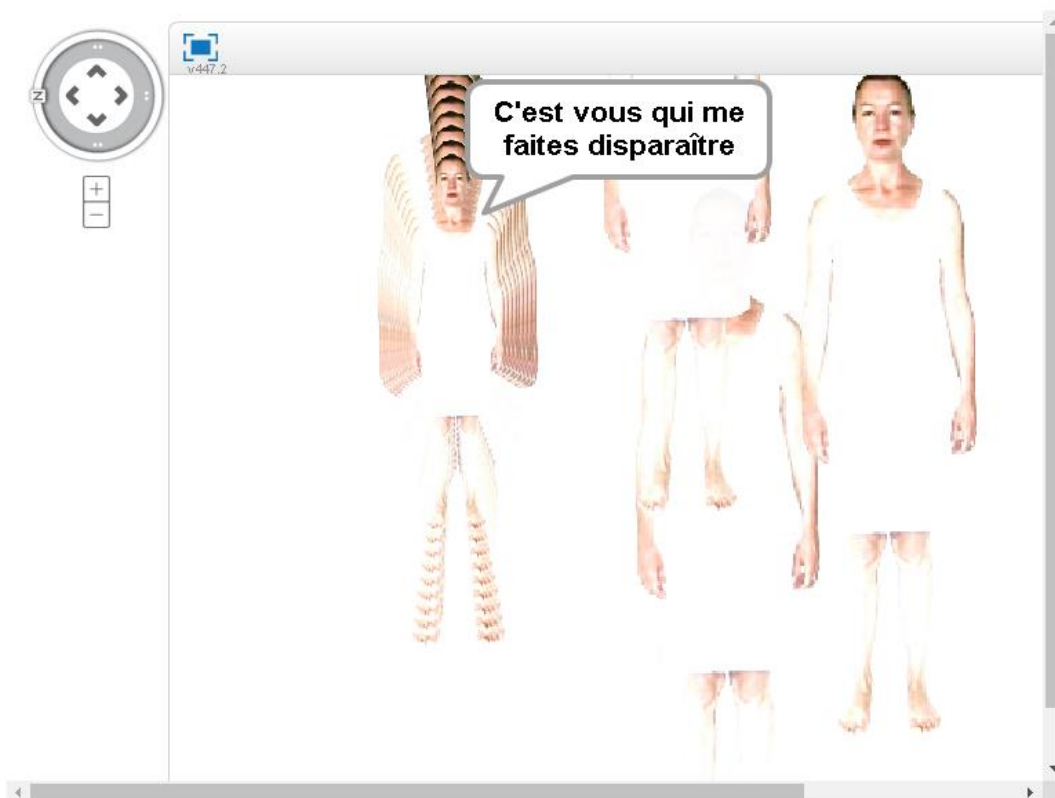 v447.2
C'est vous qui me
faites disparaître
N
+
−